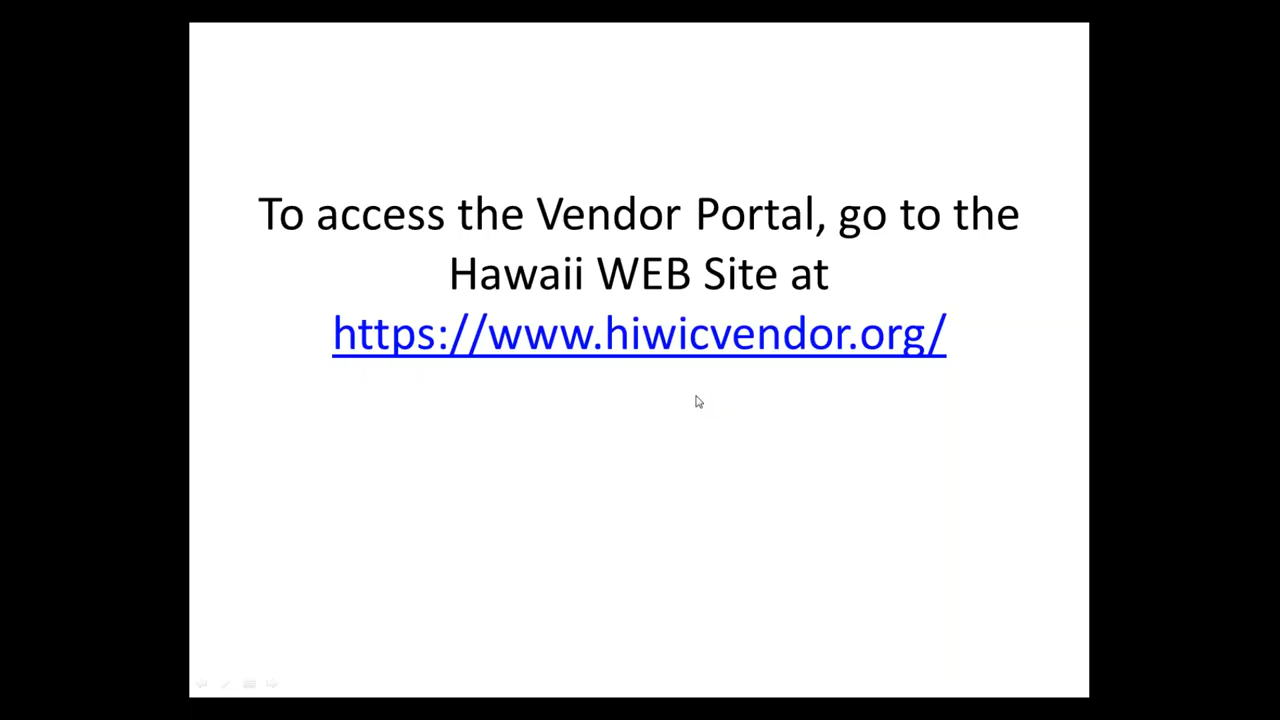 To access the Vendor Portal, go to the
Hawaii WEB Site at
https://www.hiwicvendor.org/